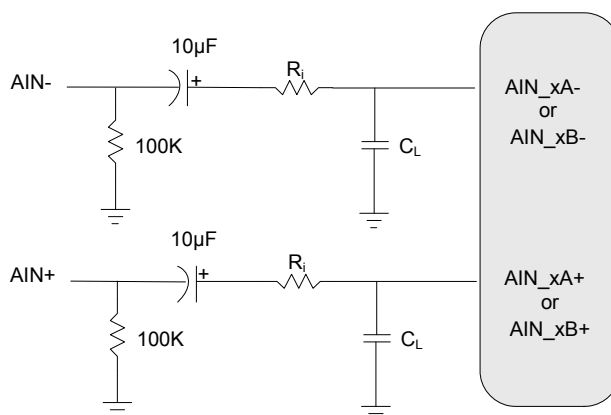 10µF
AIN-
+
Ri
100K
CL
AIN_xA-
or
AIN_xB-
10µF
AIN+
+
Ri
100K
CL
AIN_xA+
or
AIN_xB+